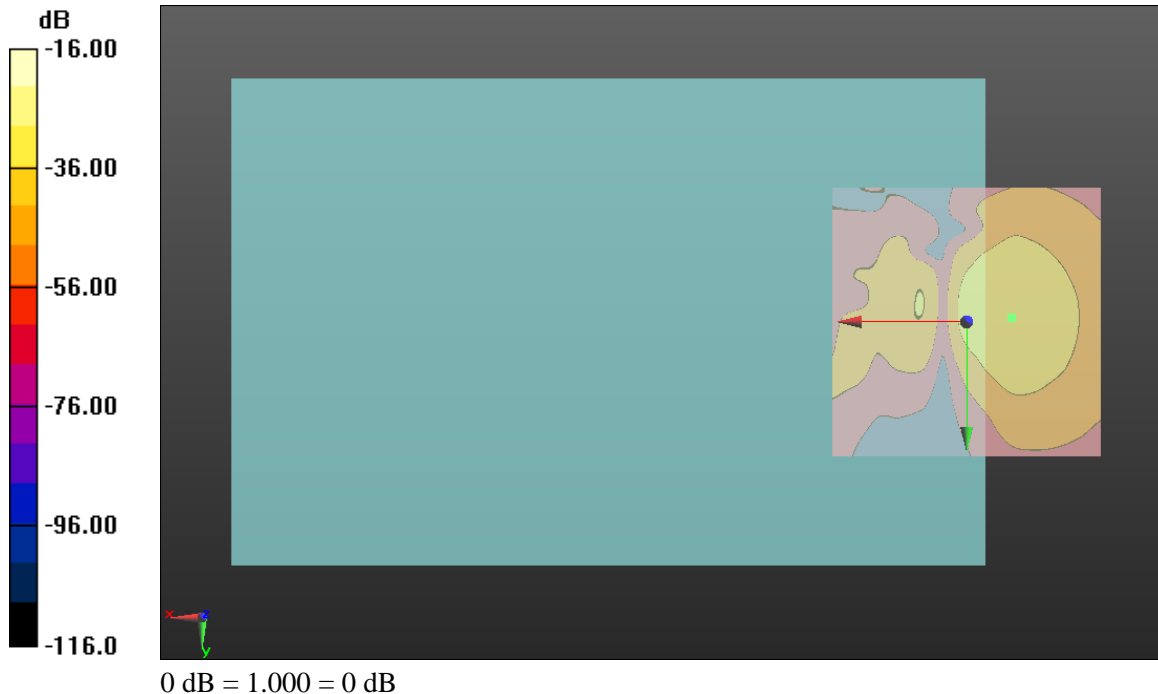 dB
-16.00
-36.00
-56.00
-76.00
-96.00
-116.0
x
z
y
0 dB = 1.000 = 0 dB